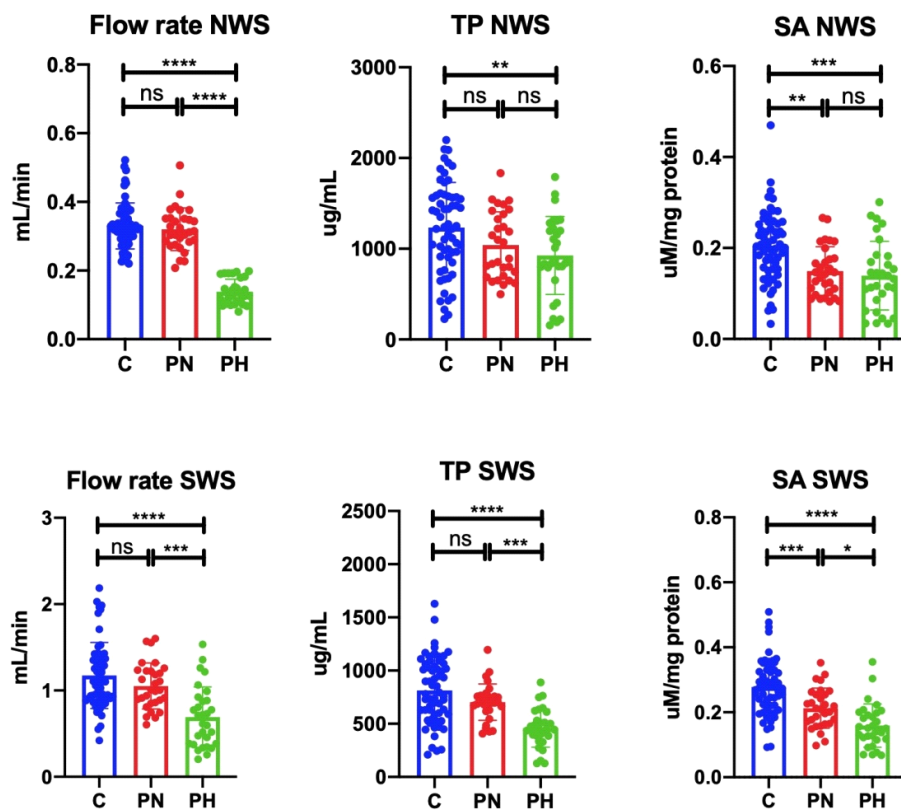 Flow rate NWS
mL/min
0.8
0.6
0.4
0.2
0.0
****
ns
****
C PN PH
TP NWS
ug/mL
3000
2000
1000
0
**
ns
ns
C PN PH
SA NWS
uM/mg protein
0.6
0.4
0.2
0.0
***
**
ns
C PN PH
Flow rate SWS
mL/min
3
2
1
0
****
ns
***
C PN PH
TP SWS
ug/mL
2500
2000
1500
1000
500
0
****
ns
***
C PN PH
SA SWS
uM/mg protein
0.8
0.6
0.4
0.2
0.0
****
***
*
C PN PH